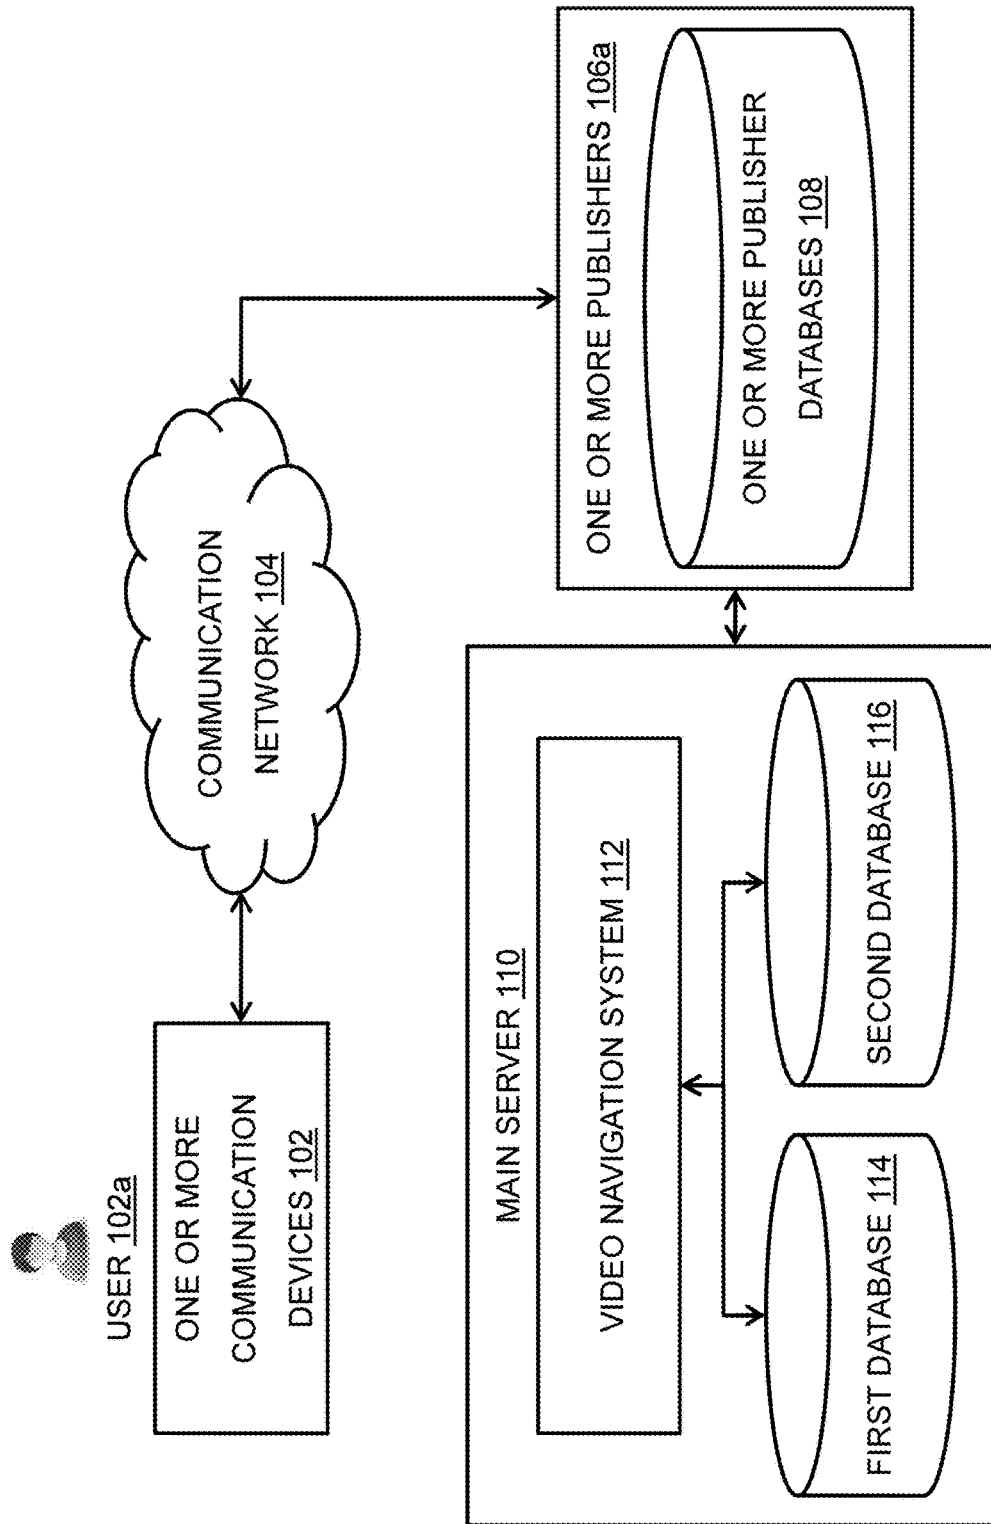 USER 102a
ONE OR MORE
COMMUNICATION
DEVICES 102
COMMUNICATION
NETWORK 104
ONE OR MORE PUBLISHERS 106a
ONE OR MORE PUBLISHER
DATABASES 108
MAIN SERVER 110
VIDEO NAVIGATION SYSTEM 112
FIRST DATABASE 114
SECOND DATABASE 116